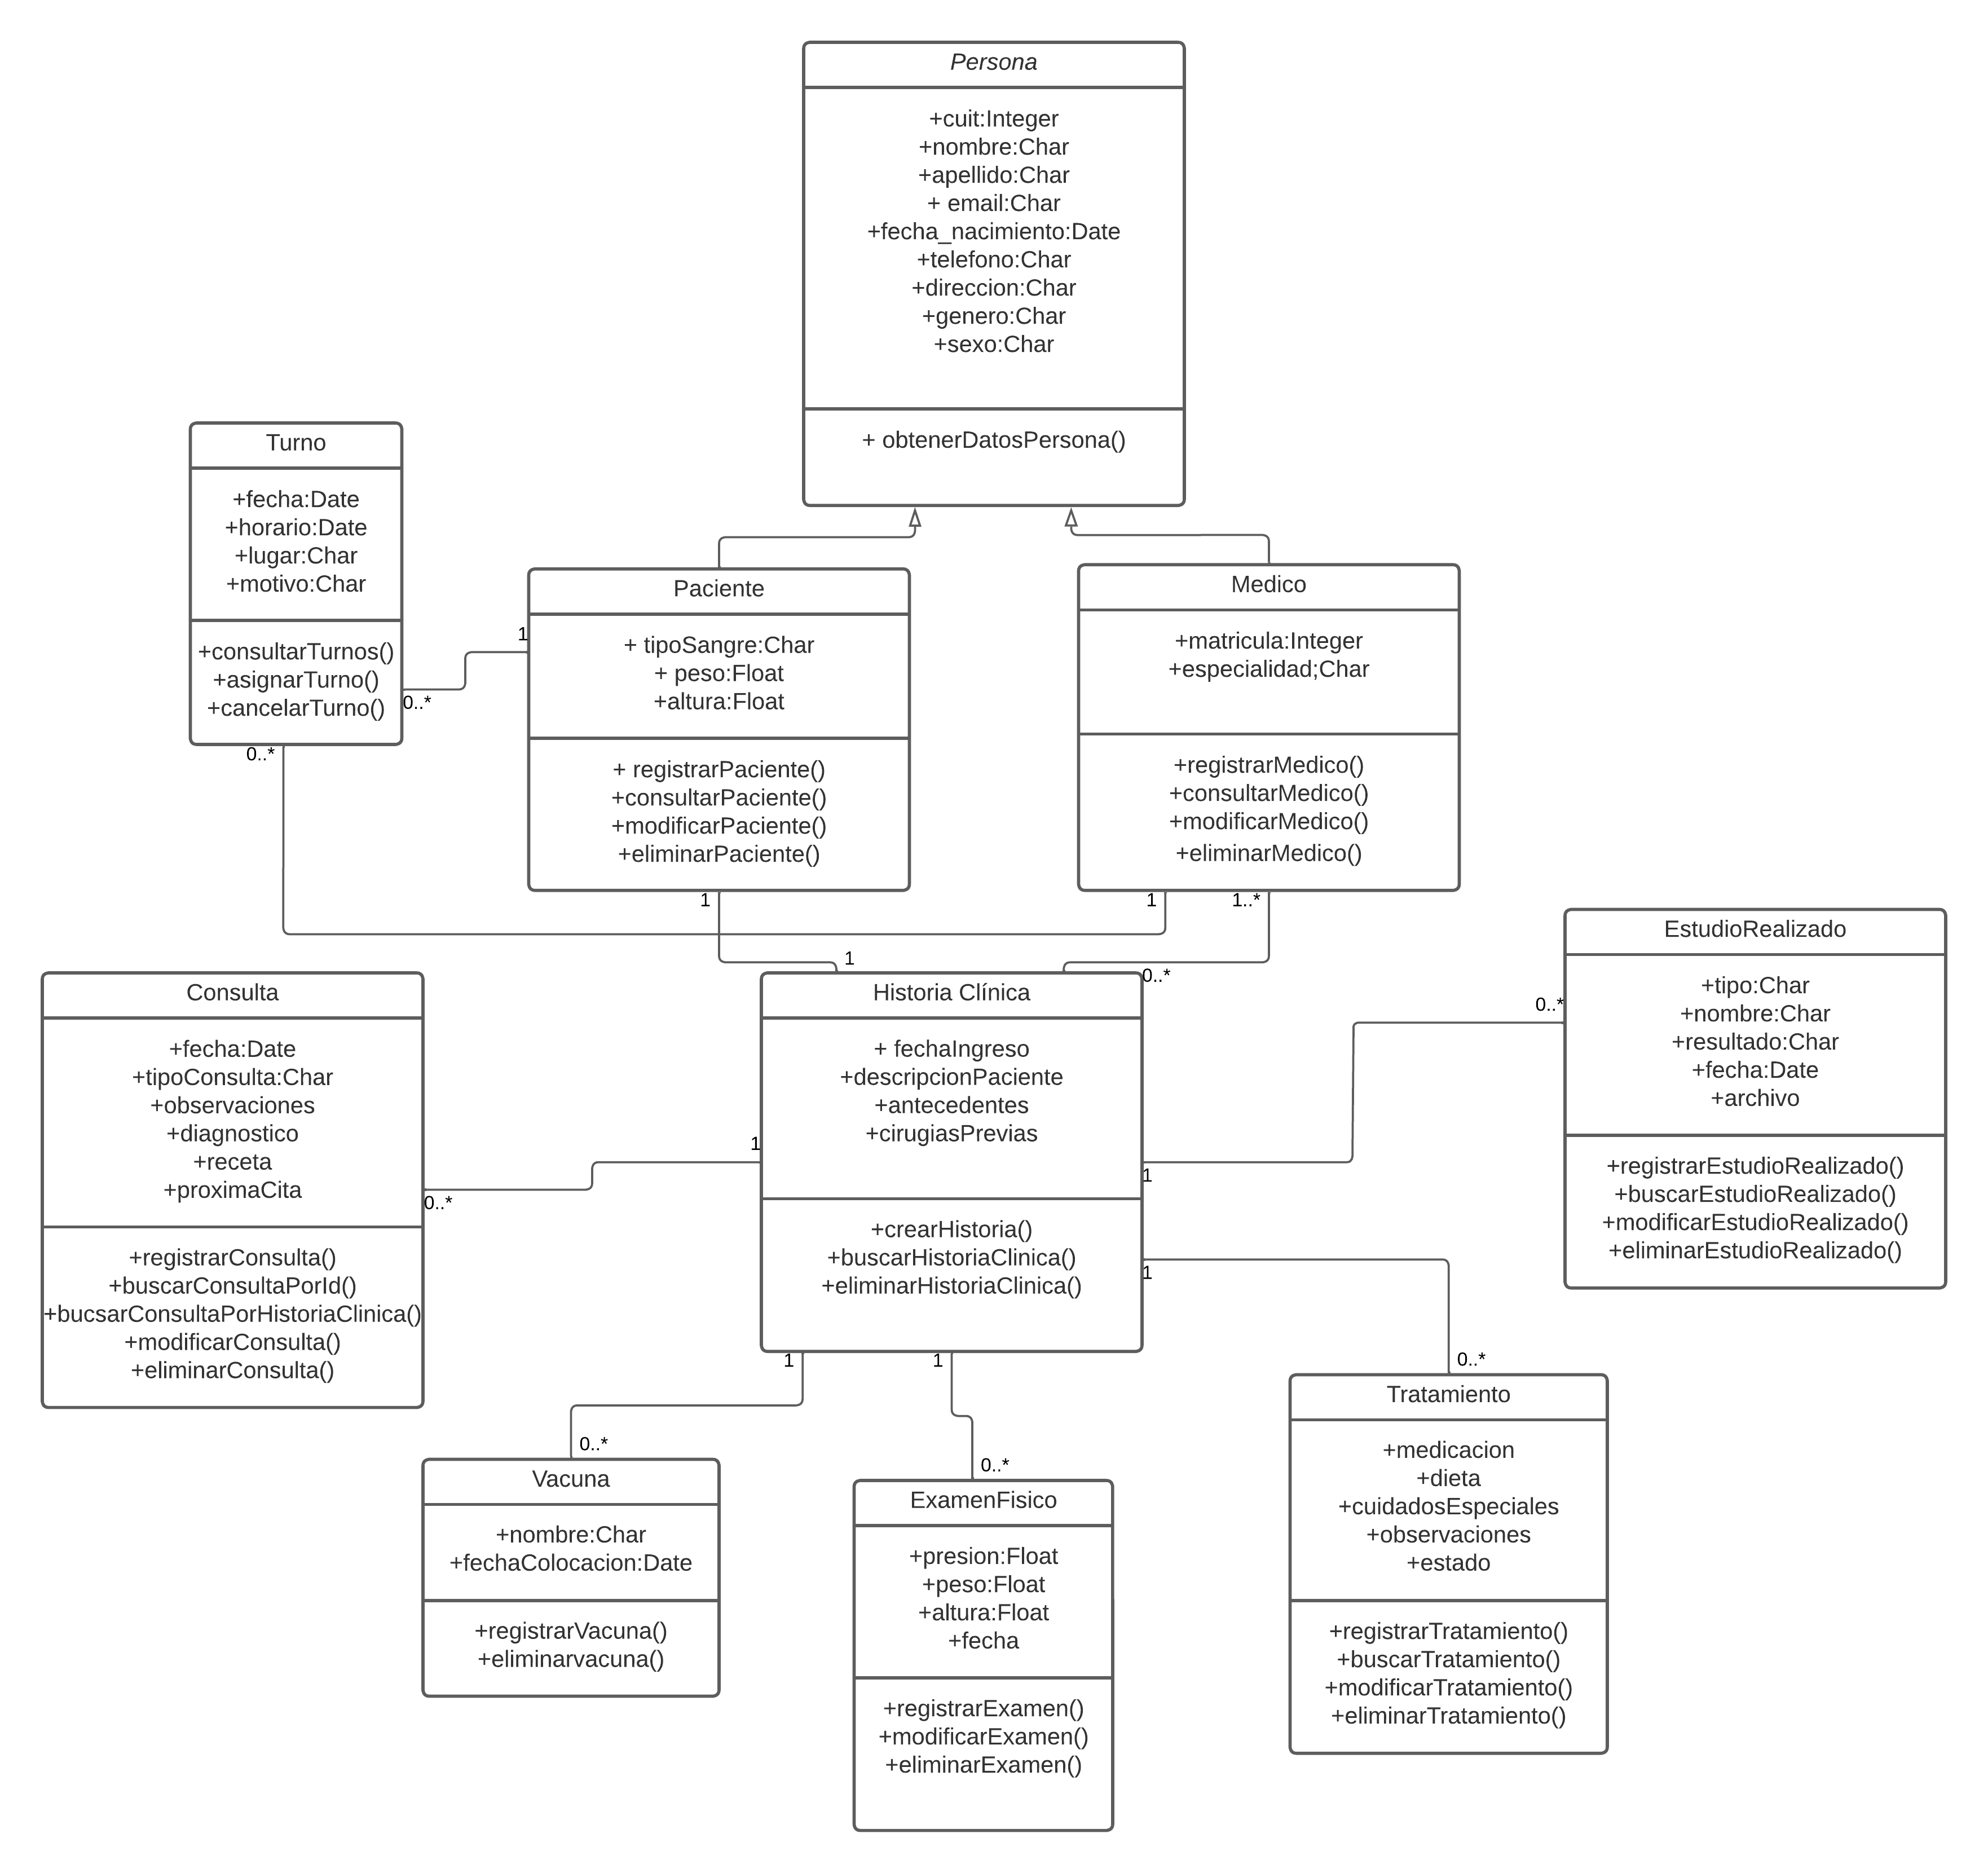 Persona
+cuit:Integer
+nombre:Char
+apellido:Char
+ email:Char
+fecha_nacimiento:Date
+telefono:Char
+direccion:Char
+genero:Char
+sexo:Char
+ obtenerDatosPersona()
Turno
+fecha:Date
+horario:Date
+lugar:Char
+motivo:Char
+consultarTurnos()
+asignarTurno()
+cancelarTurno()
0..*
0..*
1
Paciente
+ tipoSangre:Char
+ peso:Float
+altura:Float
+ registrarPaciente()
+consultarPaciente()
+modificarPaciente()
+eliminarPaciente()
1
Medico
+matricula:Integer
+especialidad;Char
+registrarMedico()
+consultarMedico()
+modificarMedico()
+eliminarMedico()
1
1..*
1
0..*
Consulta
+fecha:Date
+tipoConsulta:Char
+observaciones
+diagnostico
+receta
+proximaCita
+registrarConsulta()
+buscarConsultaPorId()
+bucsarConsultaPorHistoriaClinica()
+modificarConsulta()
+eliminarConsulta()
0..*
1
Historia Clínica
+ fechaIngreso
+descripcionPaciente
+antecedentes
+cirugiasPrevias
+crearHistoria()
+buscarHistoriaClinica()
+eliminarHistoriaClinica()
1
1
1
1
0..*
EstudioRealizado
+tipo:Char
+nombre:Char
+resultado:Char
+fecha:Date
+archivo
+registrarEstudioRealizado()
+buscarEstudioRealizado()
+modificarEstudioRealizado()
+eliminarEstudioRealizado()
0..*
Vacuna
+nombre:Char
+fechaColocacion:Date
+registrarVacuna()
+eliminarvacuna()
0..*
ExamenFisico
+presion:Float
+peso:Float
+altura:Float
+fecha
+registrarExamen()
+modificarExamen()
+eliminarExamen()
0..*
Tratamiento
+medicacion
+dieta
+cuidadosEspeciales
+observaciones
+estado
+registrarTratamiento()
+buscarTratamiento()
+modificarTratamiento()
+eliminarTratamiento()